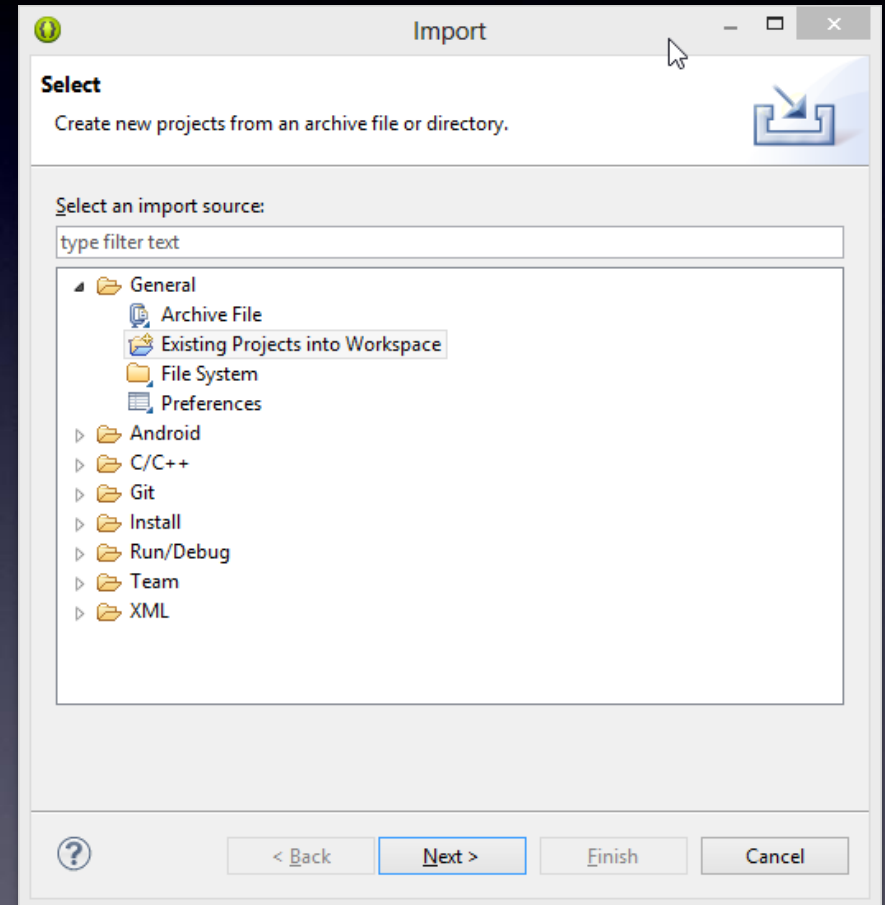 Import
Select
Create new projects from an archive file or directory.
Select an import source:
type filter text
General
Archive File
Existing Projects into Workspace
File System
Preferences
Android
C/C++
Git
Install
Run/Debug
Team
XML
< Back Next > Finish Cancel